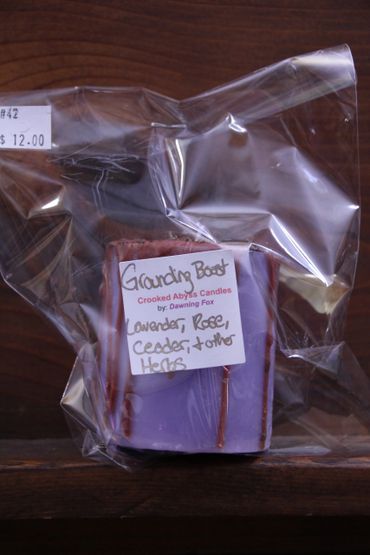 #42
$ 12.00
Grounding Boost
Crooked Abyss Candles
by: Dawning Fox
Lavender, Rose,
Ceeder, + other
Herbs